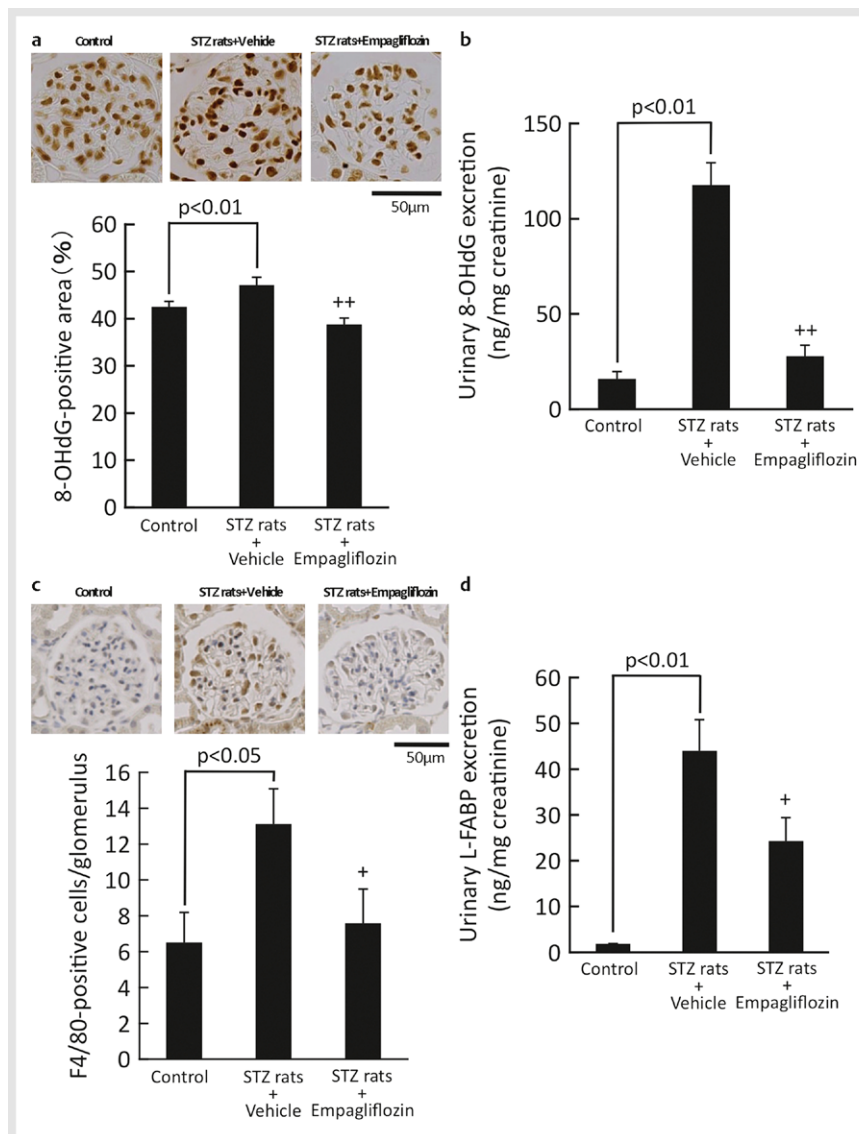 a
Control
STZ rats+Vehide
STZ rats+Empagliflozin
50μm
p<0.01
8-OHdG-positive area (%)
60
50
40
30
20
10
0
++
Control
STZ rats
+
Vehicle
STZ rats
+
Empagliflozin
b
p<0.01
Urinary 8-OHdG excretion
(ng/mg creatinine)
150
100
50
0
++
Control
STZ rats
+
Vehicle
STZ rats
+
Empagliflozin
c
Control
STZ rats+Vehide
STZ rats+Empagliflozin
50μm
p<0.05
F4/80-positive cells/glomerulus
16
14
12
10
8
6
4
2
0
+
Control
STZ rats
+
Vehicle
STZ rats
+
Empagliflozin
d
p<0.01
Urinary L-FABP excretion
(ng/mg creatinine)
60
50
40
30
20
10
0
+
Control
STZ rats
+
Vehicle
STZ rats
+
Empagliflozin